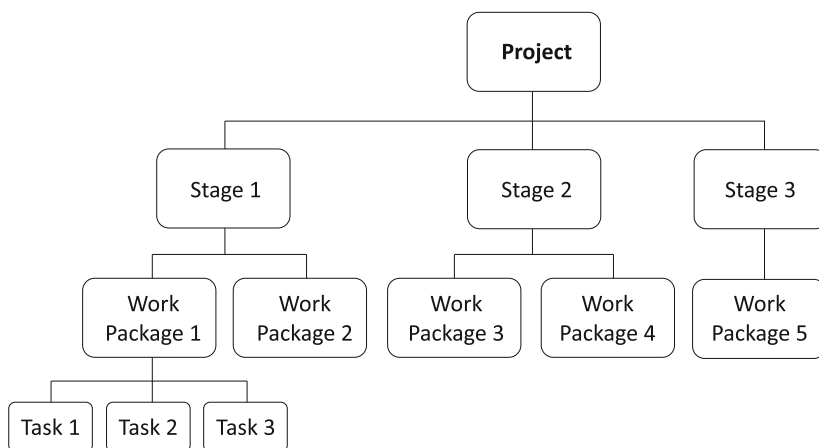 Project
Stage 1
Stage 2
Stage 3
Work
Package 1
Work
Package 2
Work
Package 3
Work
Package 4
Work
Package 5
Task 1
Task 2
Task 3